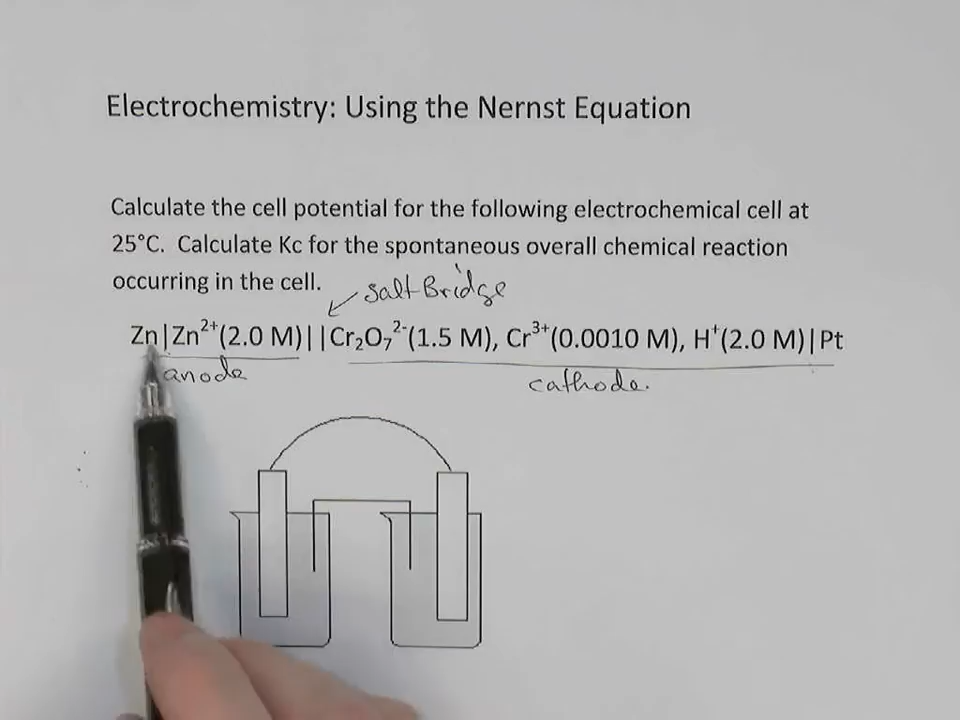 Electrochemistry: Using the Nernst Equation
Calculate the cell potential for the following electrochemical cell at
25°C. Calculate Kc for the spontaneous overall chemical reaction
occurring in the cell.
Salt Bridge
Zn|Zn²⁺(2.0 M)||Cr₂O₇²⁻(1.5 M), Cr³⁺(0.0010 M), H⁺(2.0 M)|Pt
anode
cathode.